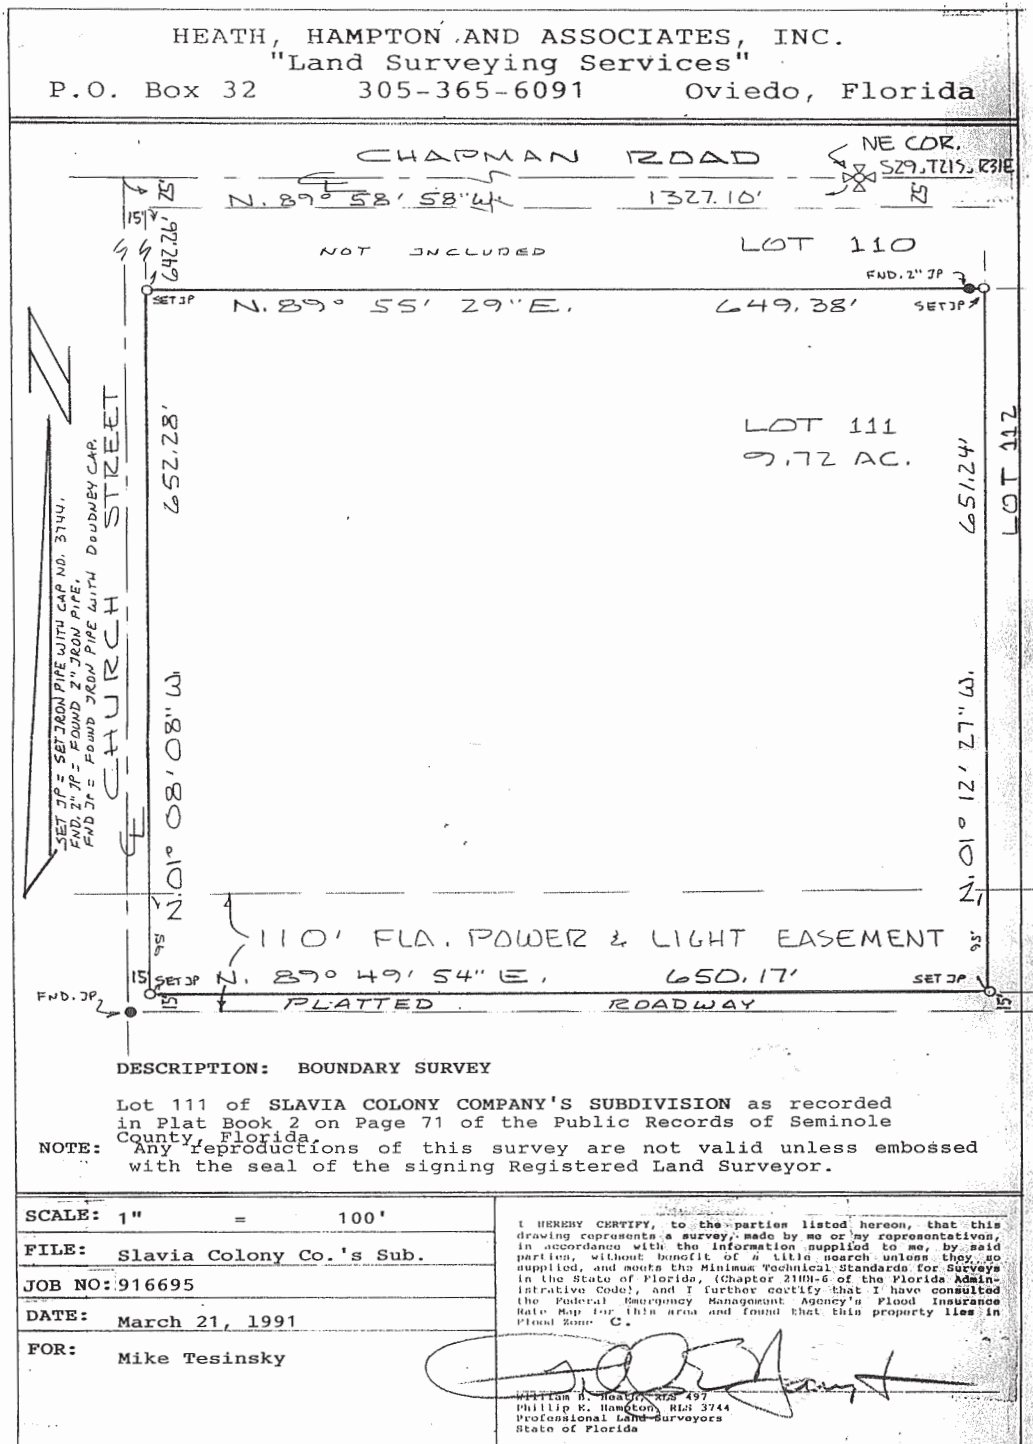 HEATH, HAMPTON AND ASSOCIATES, INC.
"Land Surveying Services"
P.O. Box 32 305-365-6091 Oviedo, Florida
CHAPMAN ROAD
NE COR.
S29, T21S, R31E
N. 89° 58' 58" W. 1327.10'
25'
25'
15'
642.26'
NOT INCLUDED
LOT 110
FND. 2" IP
SET IP
N. 89° 55' 29" E. 649.38'
SET IP
LOT 111
9.72 AC.
LOT 112
652.28'
N. 01° 08' 08" W.
651.24'
N. 01° 12' 27" W.
CHURCH STREET
SET IP = SET IRON PIPE WITH CAP NO. 3744.
FND. 2" IP = FOUND 2" IRON PIPE.
FND IP = FOUND IRON PIPE WITH DOUDNEY CAP.
110' FLA. POWER & LIGHT EASEMENT
95'
95'
15'
SET IP
N. 89° 49' 54" E. 650.17'
SET IP
FND. IP
15'
PLATTED ROADWAY
15'
DESCRIPTION: BOUNDARY SURVEY
Lot 111 of SLAVIA COLONY COMPANY'S SUBDIVISION as recorded
in Plat Book 2 on Page 71 of the Public Records of Seminole
County, Florida.
NOTE: Any reproductions of this survey are not valid unless embossed
with the seal of the signing Registered Land Surveyor.
SCALE: 1" = 100'
FILE: Slavia Colony Co.'s Sub.
JOB NO: 916695
DATE: March 21, 1991
FOR: Mike Tesinsky
I HEREBY CERTIFY, to the parties listed hereon, that this
drawing represents a survey, made by me or my representatives,
in accordance with the information supplied to me, by said
parties, without benefit of a title search unless they so
supplied, and meets the Minimum Technical Standards for Surveys
in the State of Florida, (Chapter 21HH-6 of the Florida Admin-
istrative Code), and I further certify that I have consulted
the Federal Emergency Management Agency's Flood Insurance
Rate Map for this area and found that this property lies in
Flood Zone C.
William B. Heath, RLS 497
Phillip K. Hampton, RLS 3744
Professional Land Surveyors
State of Florida